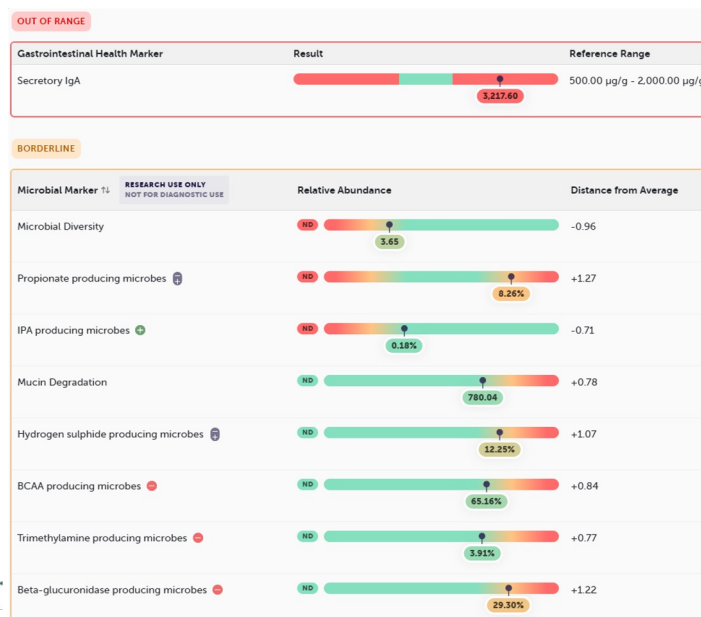 OUT OF RANGE
Gastrointestinal Health Marker Result Reference Range
Secretory IgA 500.00 µg/g - 2,000.00 µg/g
3,217.60
BORDERLINE
Microbial Marker ↑↓ RESEARCH USE ONLY Relative Abundance Distance from Average
NOT FOR DIAGNOSTIC USE
Microbial Diversity ND -0.96
3.65
Propionate producing microbes ND +1.27
8.26%
IPA producing microbes ND -0.71
0.18%
Mucin Degradation ND +0.78
780.04
Hydrogen sulphide producing microbes ND +1.07
12.25%
BCAA producing microbes ND +0.84
65.16%
Trimethylamine producing microbes ND +0.77
3.91%
Beta-glucuronidase producing microbes ND +1.22
29.30%